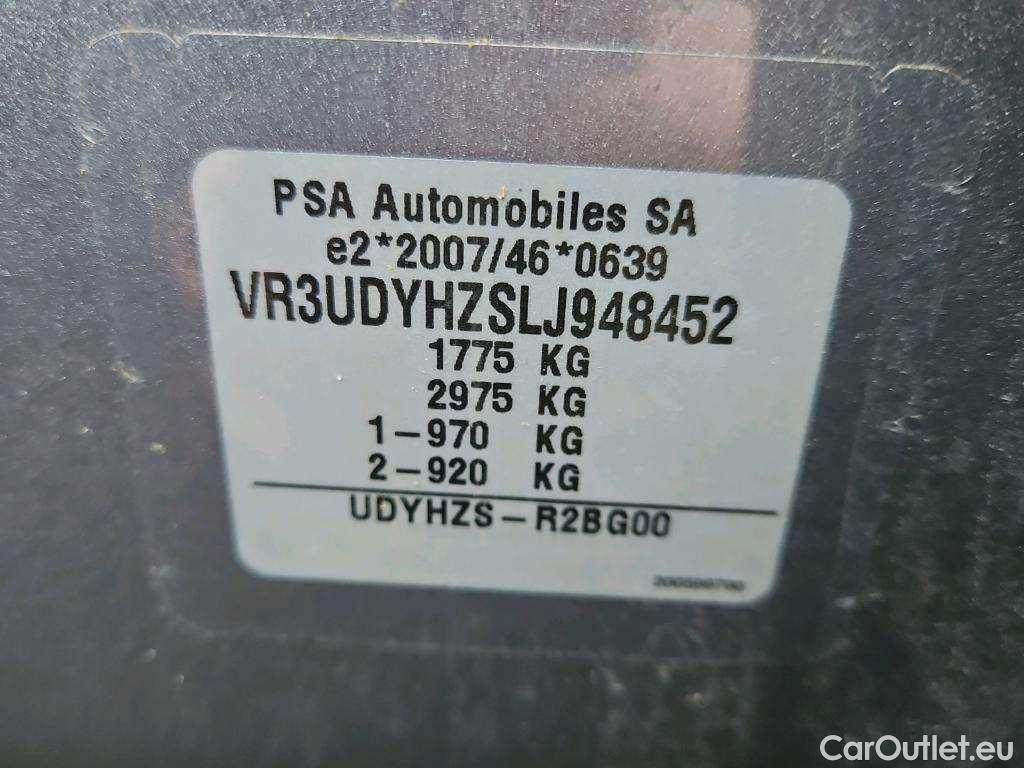 PSA Automobiles SA
e2*2007/46*0639
VR3UDYHZSLJ948452
1775 KG
2975 KG
1-970 KG
2-920 KG
UDYHZS-R2BG00
CarOutlet.eu